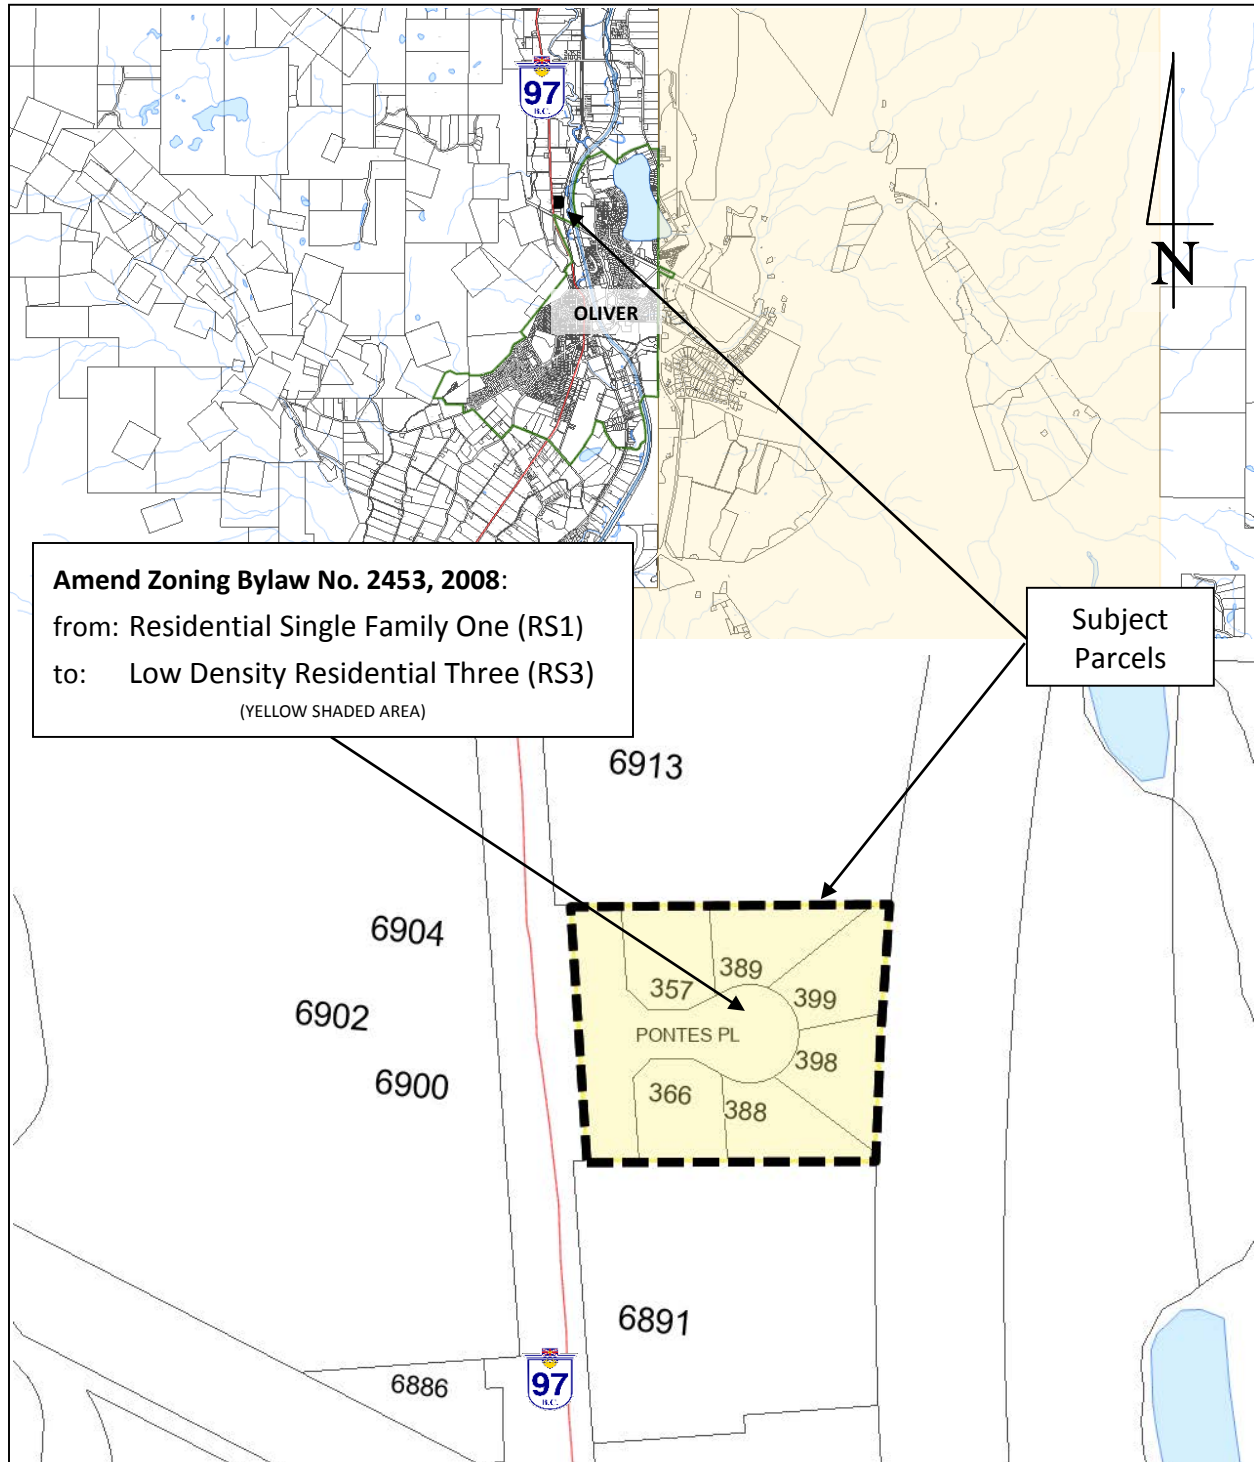 97
B.C.
N
OLIVER
Amend Zoning Bylaw No. 2453, 2008:
from: Residential Single Family One (RS1)
to: Low Density Residential Three (RS3)
(YELLOW SHADED AREA)
Subject
Parcels
6913
6904
389
357
399
6902
PONTES PL
398
6900
366
388
6891
97
B.C.
6886